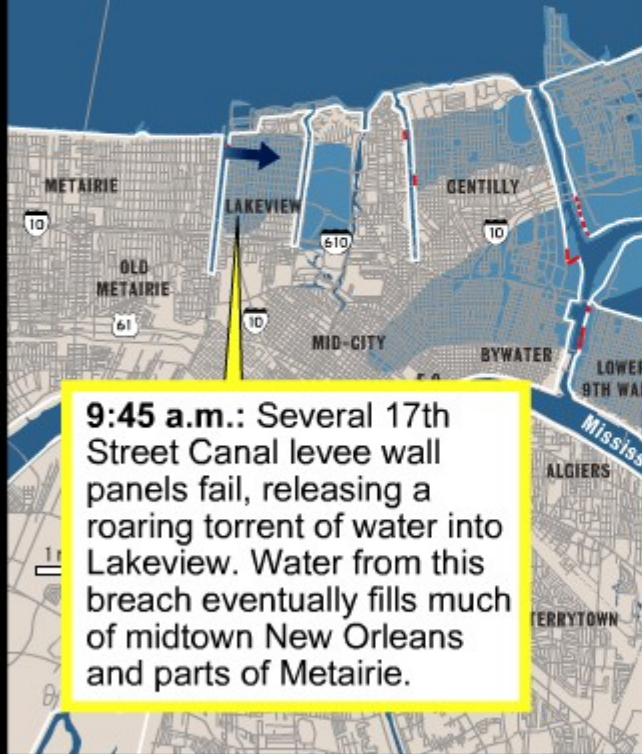 METAIRIE
GENTILLY
LAKEVIEW
10
10
610
OLD
METAIRIE
61
10
MID-CITY
BYWATER
LOWER
9TH WA
Mississ
ALGIERS
9:45 a.m.: Several 17th
Street Canal levee wall
panels fail, releasing a
roaring torrent of water into
Lakeview. Water from this
breach eventually fills much
of midtown New Orleans
and parts of Metairie.
TERRYTOWN